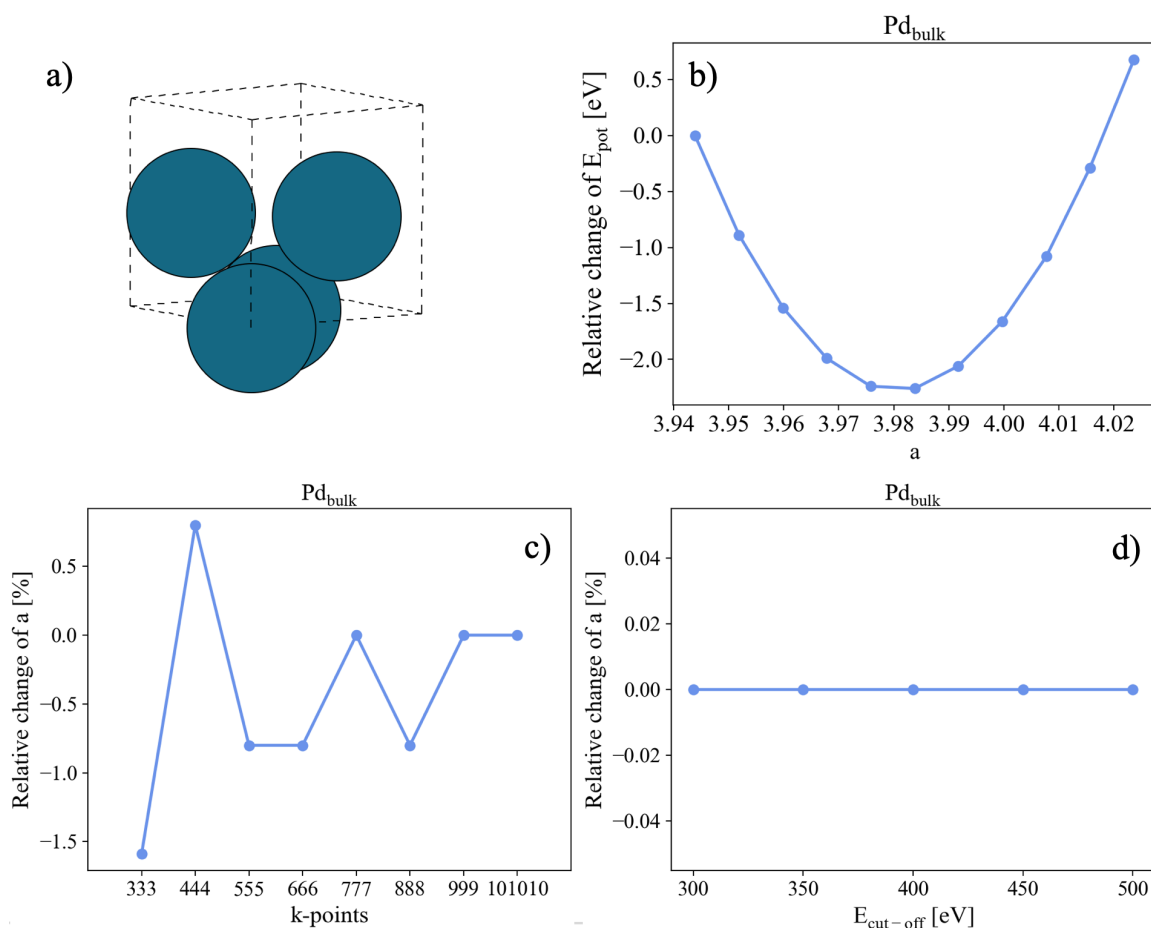 a)
Pd_bulk
b)
Relative change of E_pot [eV]
0.5
0.0
−0.5
−1.0
−1.5
−2.0
3.94 3.95 3.96 3.97 3.98 3.99 4.00 4.01 4.02
a
Pd_bulk
c)
Relative change of a [%]
0.5
0.0
−0.5
−1.0
−1.5
333 444 555 666 777 888 999 101010
k-points
Pd_bulk
d)
Relative change of a [%]
0.04
0.02
0.00
−0.02
−0.04
300 350 400 450 500
E_cut−off [eV]